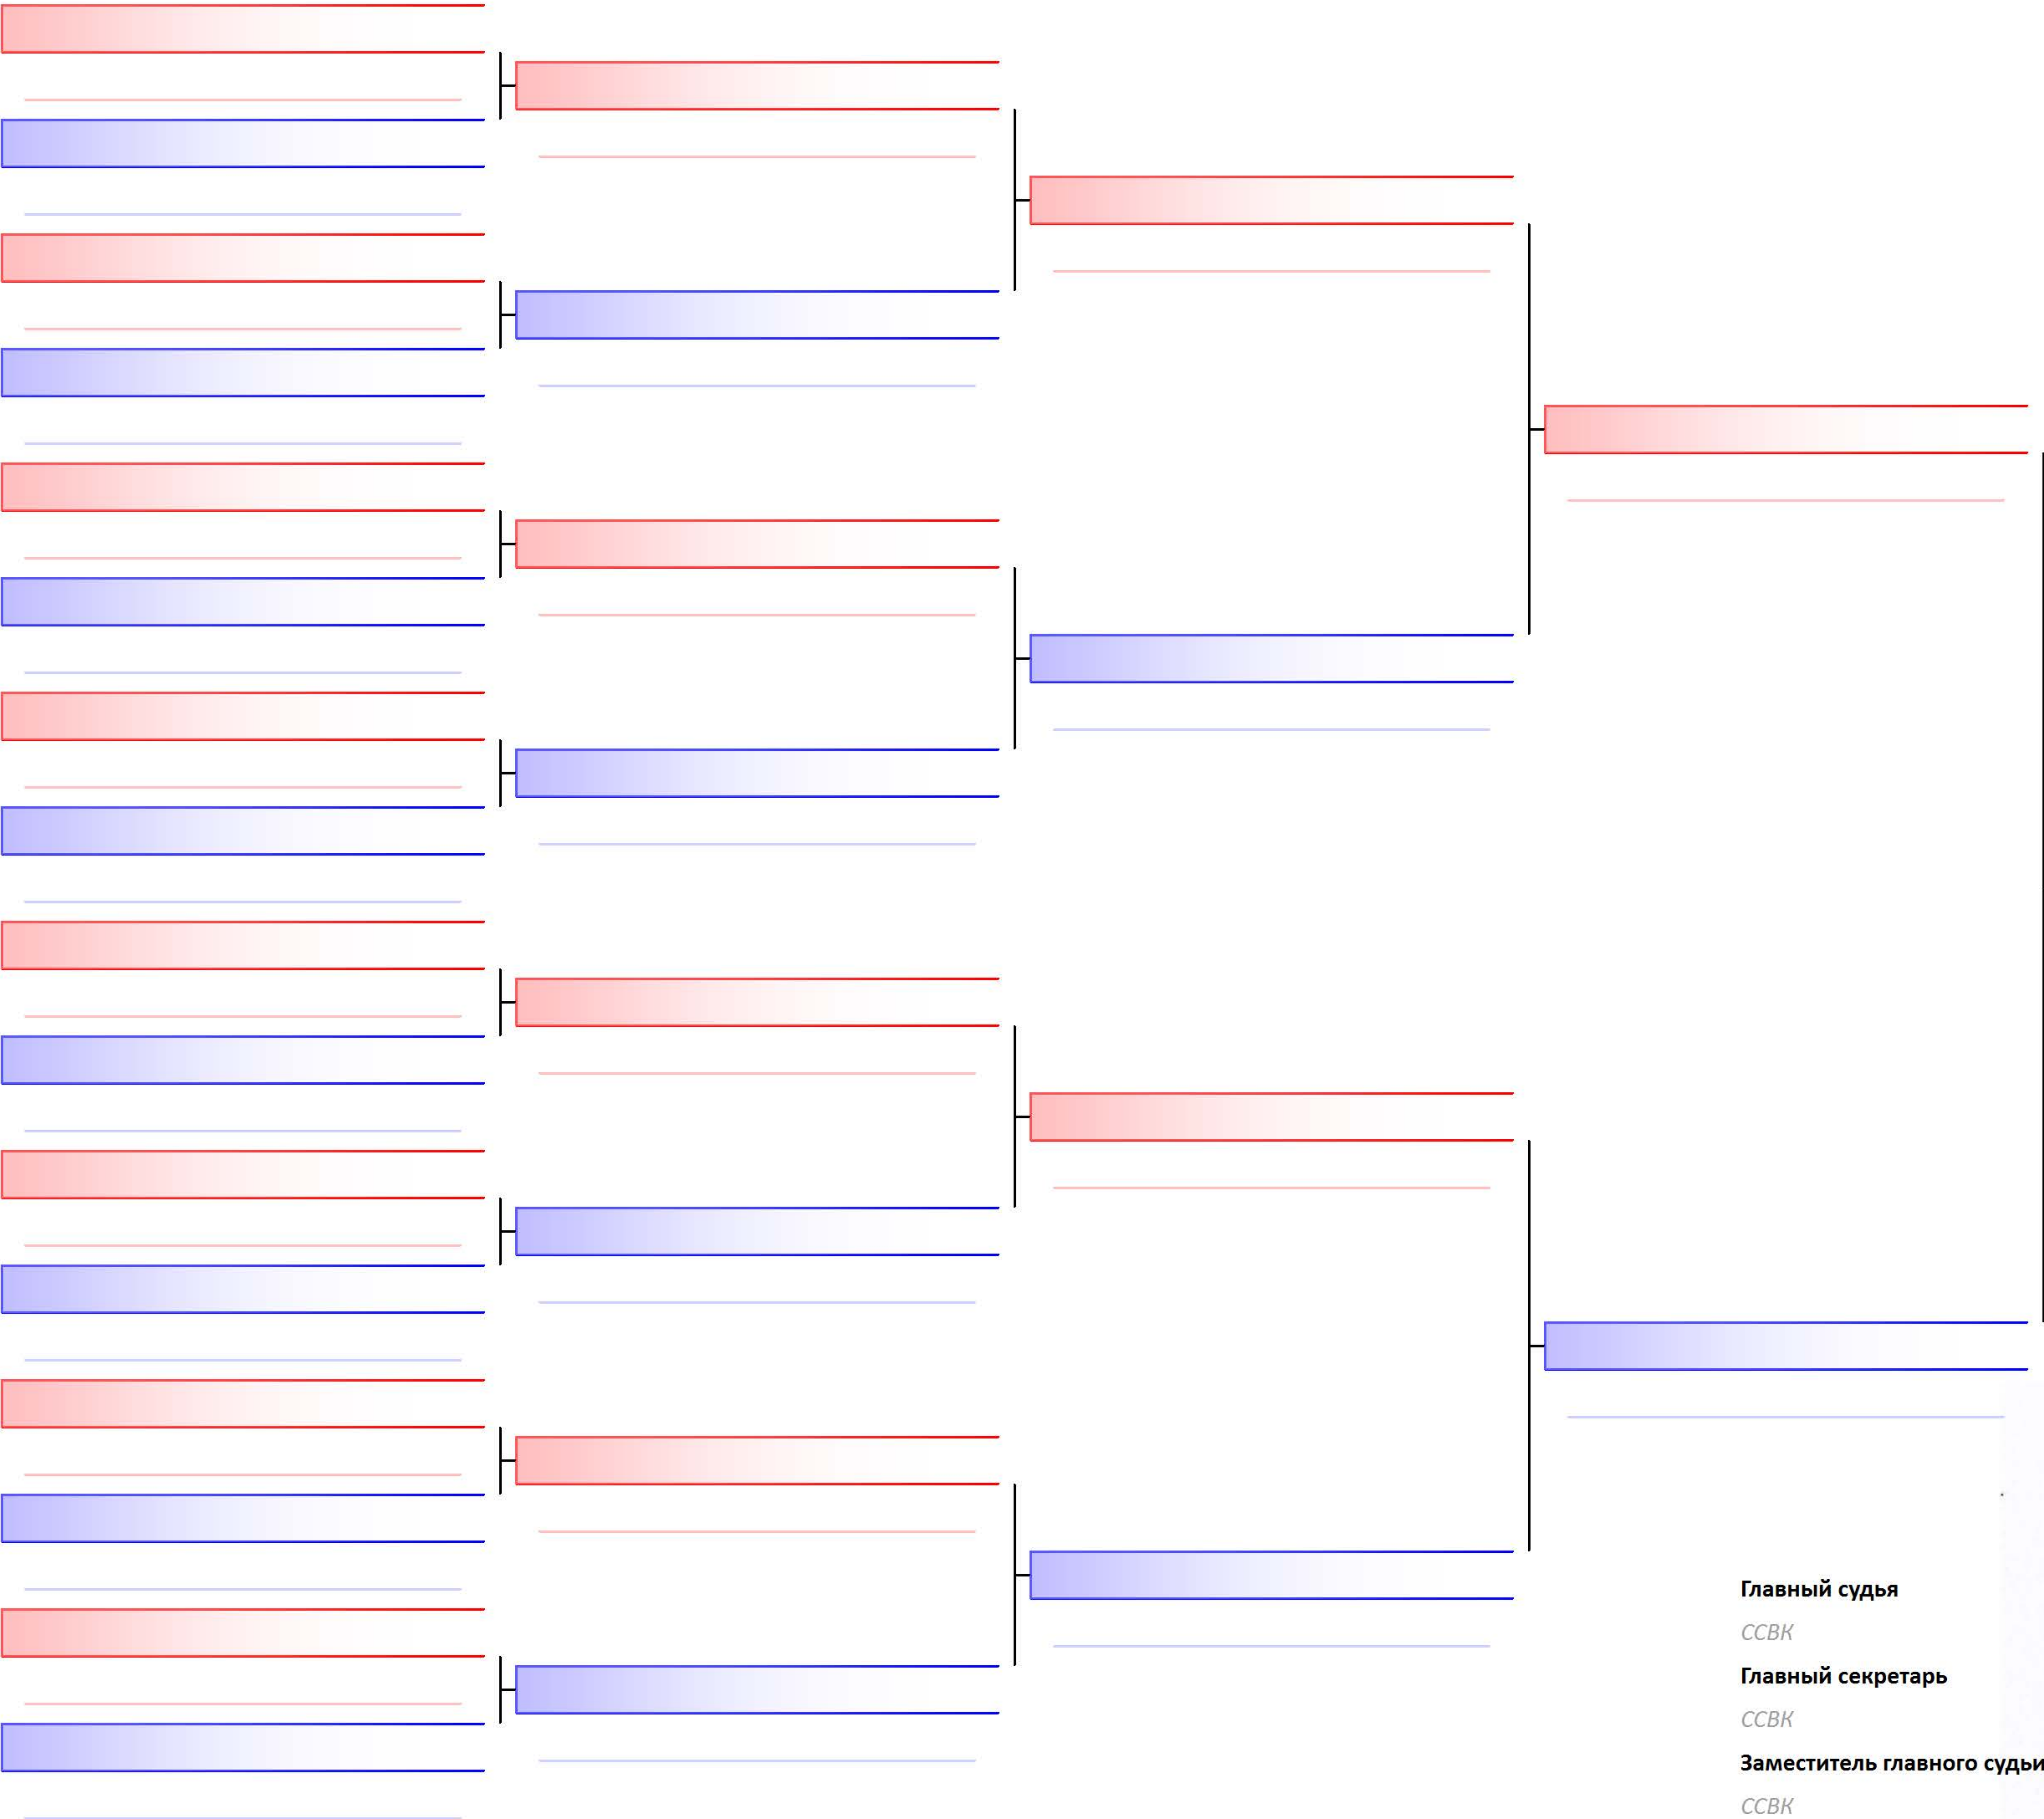 Главный судья
ССВК
Главный секретарь
ССВК
Заместитель главного судьи
ССВК